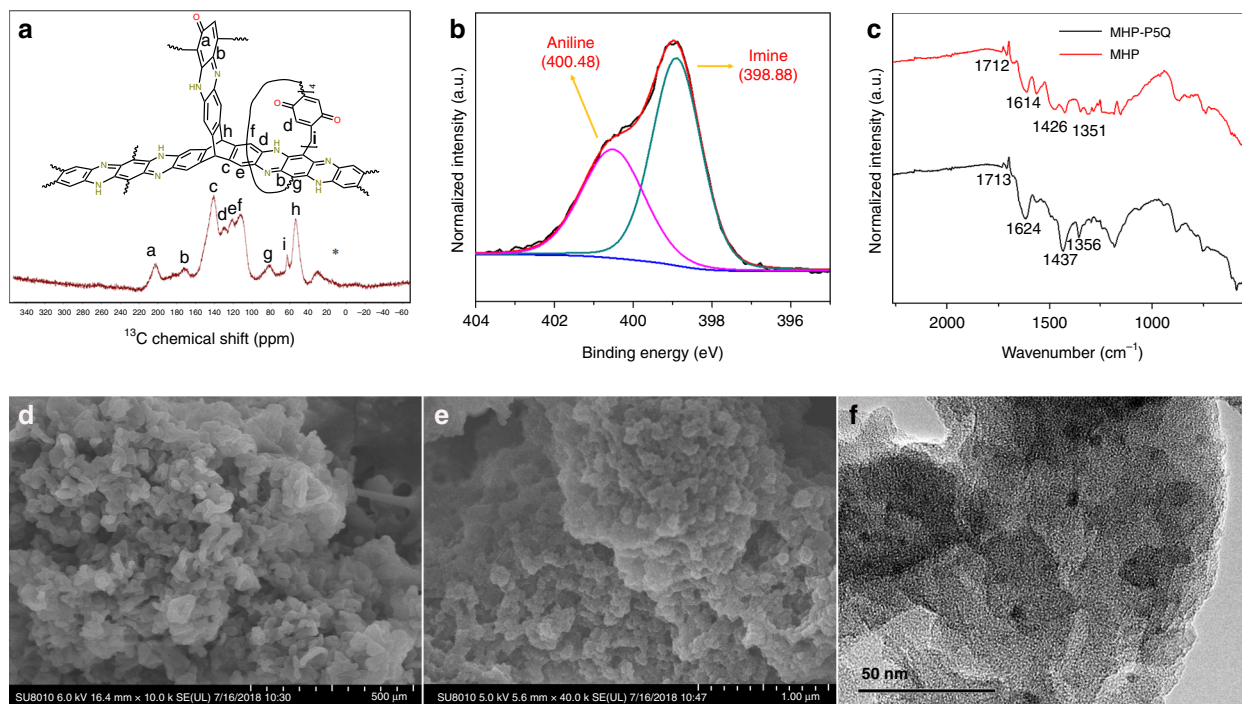 a
O
a
b
N
HN
4
O
h
f
d
d
O
i
H
N
N
H
N
N
N
H
N
c
e
N
b
g
N
H
c
d
e
f
h
a
b
g
i
*
340 320 300 280 260 240 220 200 180 160 140 120 100 80 60 40 20 0 −20 −40 −60
13C chemical shift (ppm)
b
Normalized intensity (a.u.)
Aniline
(400.48)
Imine
(398.88)
404 402 400 398 396
Binding energy (eV)
c
Normalized intensity (a.u.)
MHP-P5Q
MHP
1712
1614
1426 1351
1713
1624
1356
1437
2000 1500 1000
Wavenumber (cm−1)
d
SU8010 6.0 kV 16.4 mm × 10.0 k SE(UL) 7/16/2018 10:30 500 μm
e
SU8010 5.0 kV 5.6 mm × 40.0 k SE(UL) 7/16/2018 10:47 1.00 μm
f
50 nm